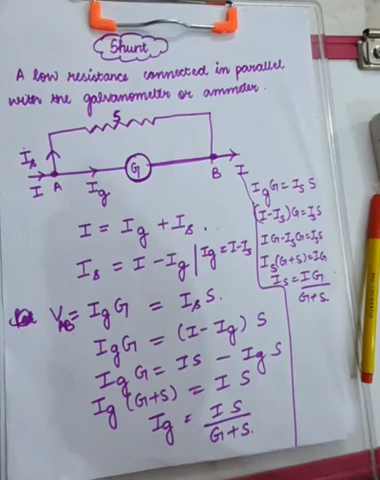 Shunt
A low resistance connected in parallel
with the galvanometer or ammeter.
S
Is
I A Ig G B I
I = Ig + Is.
Is = I - Ig | Ig = I-Is
VAB = IgG = IsS.
IgG = (I-Ig) S
IgG = IS - IgS
Ig(G+S) = IS
Ig = IS
G+S.
IgG = IsS
(I-Is)G = IsS
IG-IsG = IsS
Is(G+S) = IG
Is = IG
G+S.